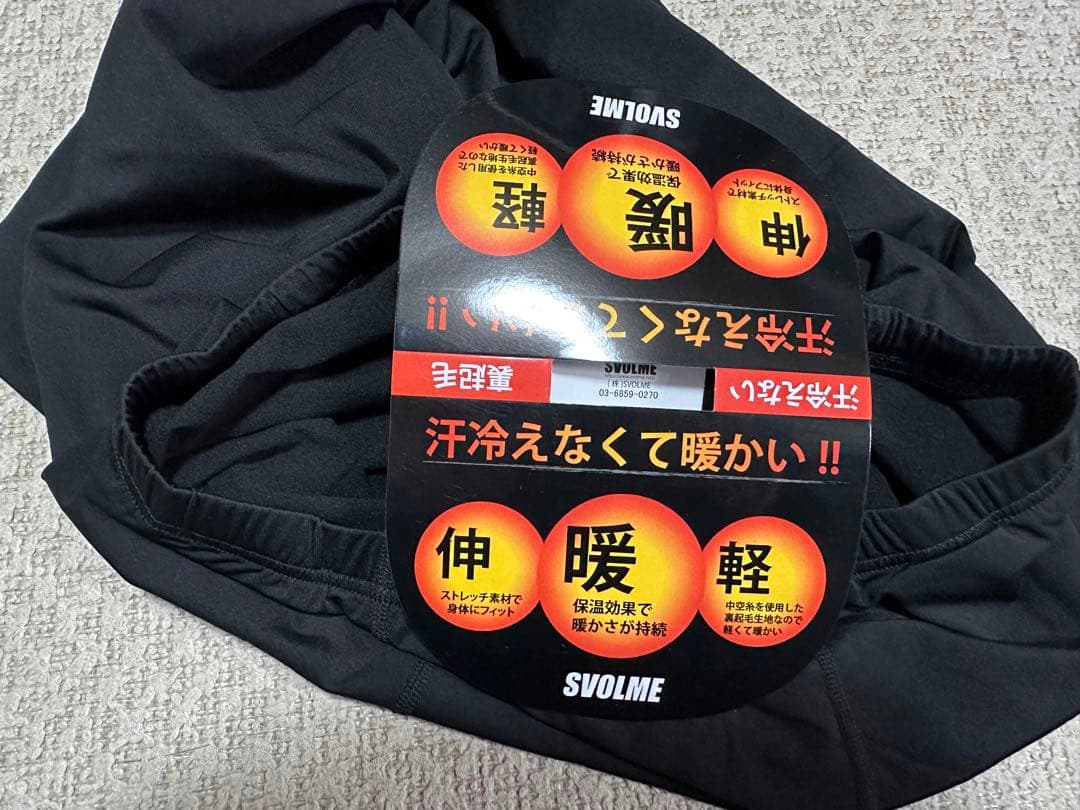 SVOLME
伸
ストレッチ素材で
身体にフィット
暖
保温効果で
暖かさが持続
軽
中空糸を使用した
裏起毛生地なので
軽くて暖かい
汗冷えなくて い!!
汗冷えない
裏起毛
SVOLME
(株)SVOLME
03-6859-0270
汗冷えなくて暖かい!!
伸
ストレッチ素材で
身体にフィット
暖
保温効果で
暖かさが持続
軽
中空糸を使用した
裏起毛生地なので
軽くて暖かい
SVOLME